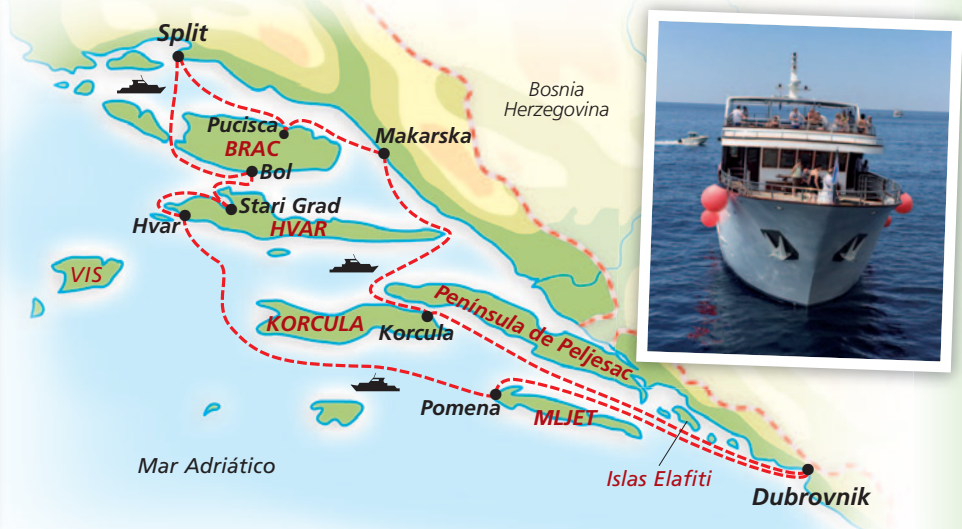 Split
Bosnia
Herzegovina
Pucisca
BRAC
Makarska
Bol
Stari Grad
Hvar
HVAR
VIS
Península de Peljesac
KORCULA
Korcula
Pomena
MLJET
Mar Adriático
Islas Elafiti
Dubrovnik